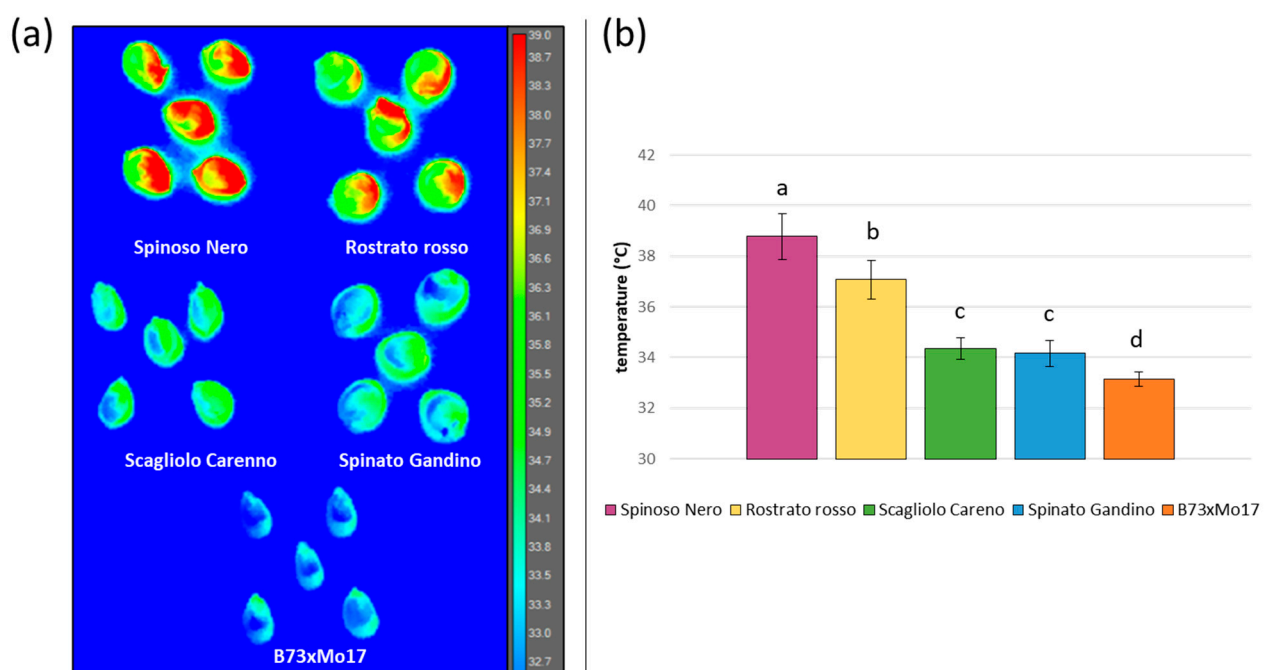 (a)
39.0
38.7
38.3
38.0
37.7
37.4
37.1
36.9
36.6
36.3
36.1
35.8
35.5
35.2
34.9
34.7
34.4
34.1
33.8
33.5
33.3
33.0
32.7
Spinoso Nero Rostrato rosso
Scagliolo Carenno Spinato Gandino
B73xMo17
(b)
temperature (°C)
42
40
38
36
34
32
30
a
b
c
c
d
Spinoso Nero Rostrato rosso Scagliolo Careno Spinato Gandino B73xMo17